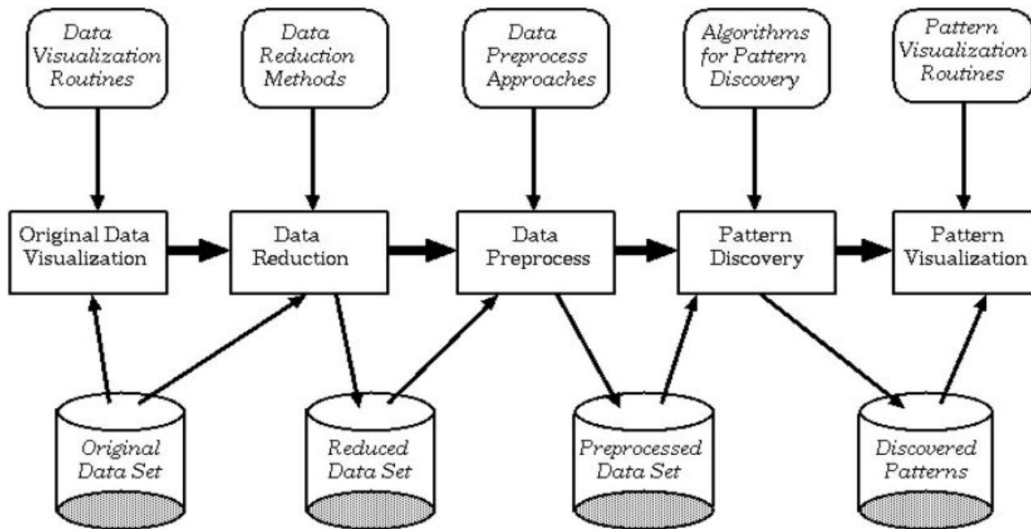 Data
Visualization
Routines
Data
Reduction
Methods
Data
Preprocess
Approaches
Algorithms
for Pattern
Discovery
Pattern
Visualization
Routines
Original Data
Visualization
Data
Reduction
Data
Preprocess
Pattern
Discovery
Pattern
Visualization
Original
Data Set
Reduced
Data Set
Preprocessed
Data Set
Discovered
Patterns